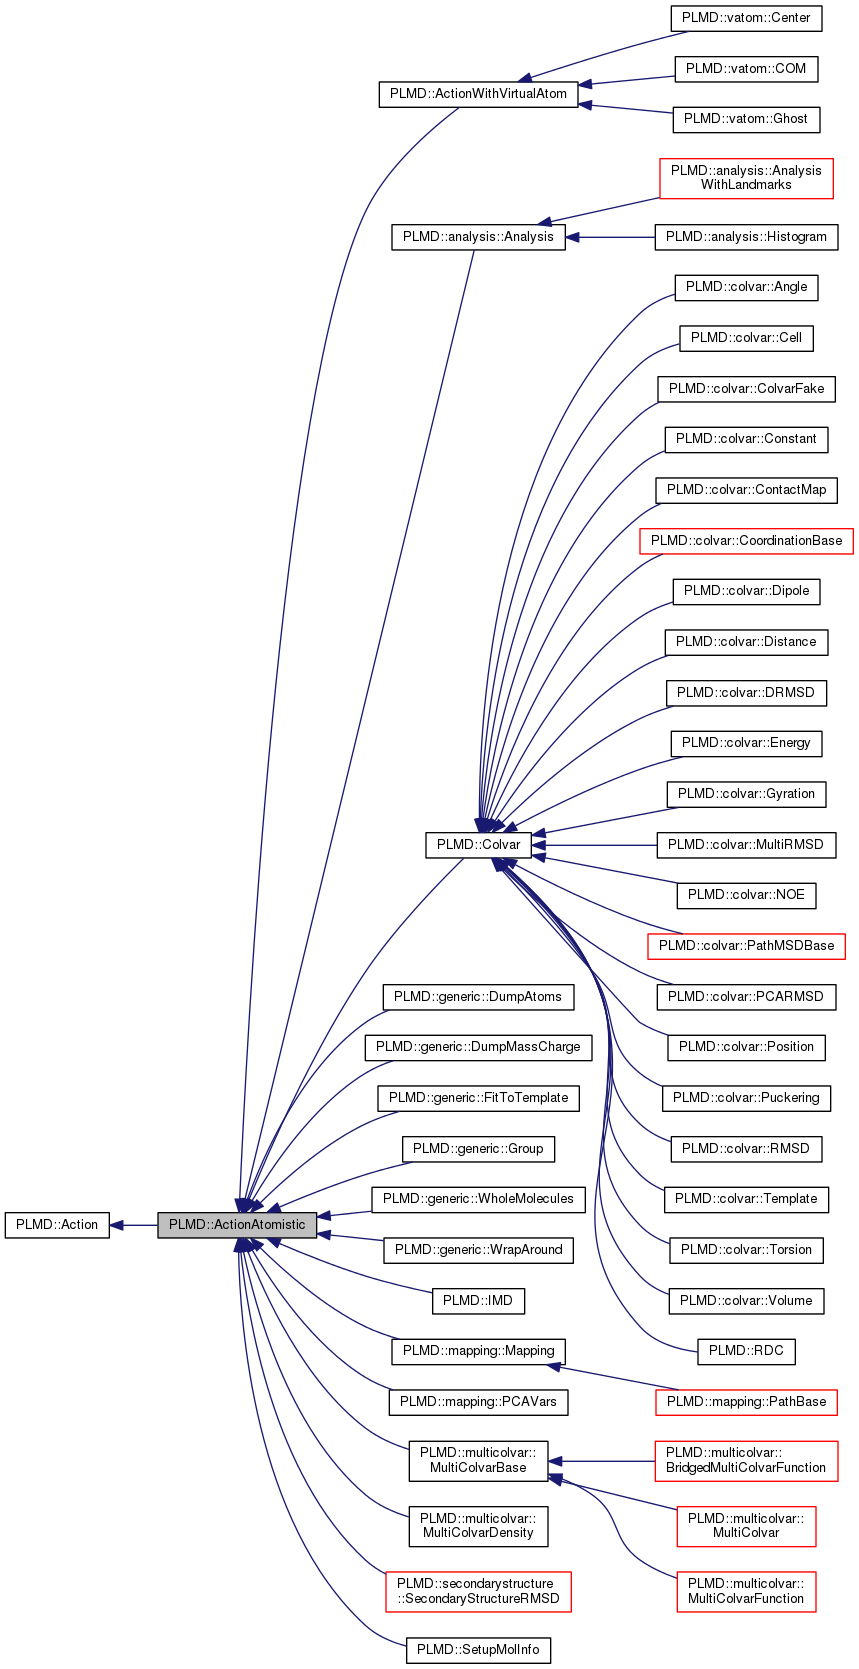 PLMD::vatom::Center
PLMD::vatom::COM
PLMD::ActionWithVirtualAtom
PLMD::vatom::Ghost
PLMD::analysis::Analysis
WithLandmarks
PLMD::analysis::Analysis
PLMD::analysis::Histogram
PLMD::colvar::Angle
PLMD::colvar::Cell
PLMD::colvar::ColvarFake
PLMD::colvar::Constant
PLMD::colvar::ContactMap
PLMD::colvar::CoordinationBase
PLMD::colvar::Dipole
PLMD::colvar::Distance
PLMD::colvar::DRMSD
PLMD::colvar::Energy
PLMD::colvar::Gyration
PLMD::Colvar
PLMD::colvar::MultiRMSD
PLMD::colvar::NOE
PLMD::colvar::PathMSDBase
PLMD::generic::DumpAtoms
PLMD::colvar::PCARMSD
PLMD::generic::DumpMassCharge
PLMD::colvar::Position
PLMD::generic::FitToTemplate
PLMD::colvar::Puckering
PLMD::generic::Group
PLMD::colvar::RMSD
PLMD::generic::WholeMolecules
PLMD::colvar::Template
PLMD::Action
PLMD::ActionAtomistic
PLMD::generic::WrapAround
PLMD::colvar::Torsion
PLMD::IMD
PLMD::colvar::Volume
PLMD::mapping::Mapping
PLMD::RDC
PLMD::mapping::PCAVars
PLMD::mapping::PathBase
PLMD::multicolvar::
MultiColvarBase
PLMD::multicolvar::
BridgedMultiColvarFunction
PLMD::multicolvar::
MultiColvarDensity
PLMD::multicolvar::
MultiColvar
PLMD::secondarystructure
::SecondaryStructureRMSD
PLMD::multicolvar::
MultiColvarFunction
PLMD::SetupMolInfo